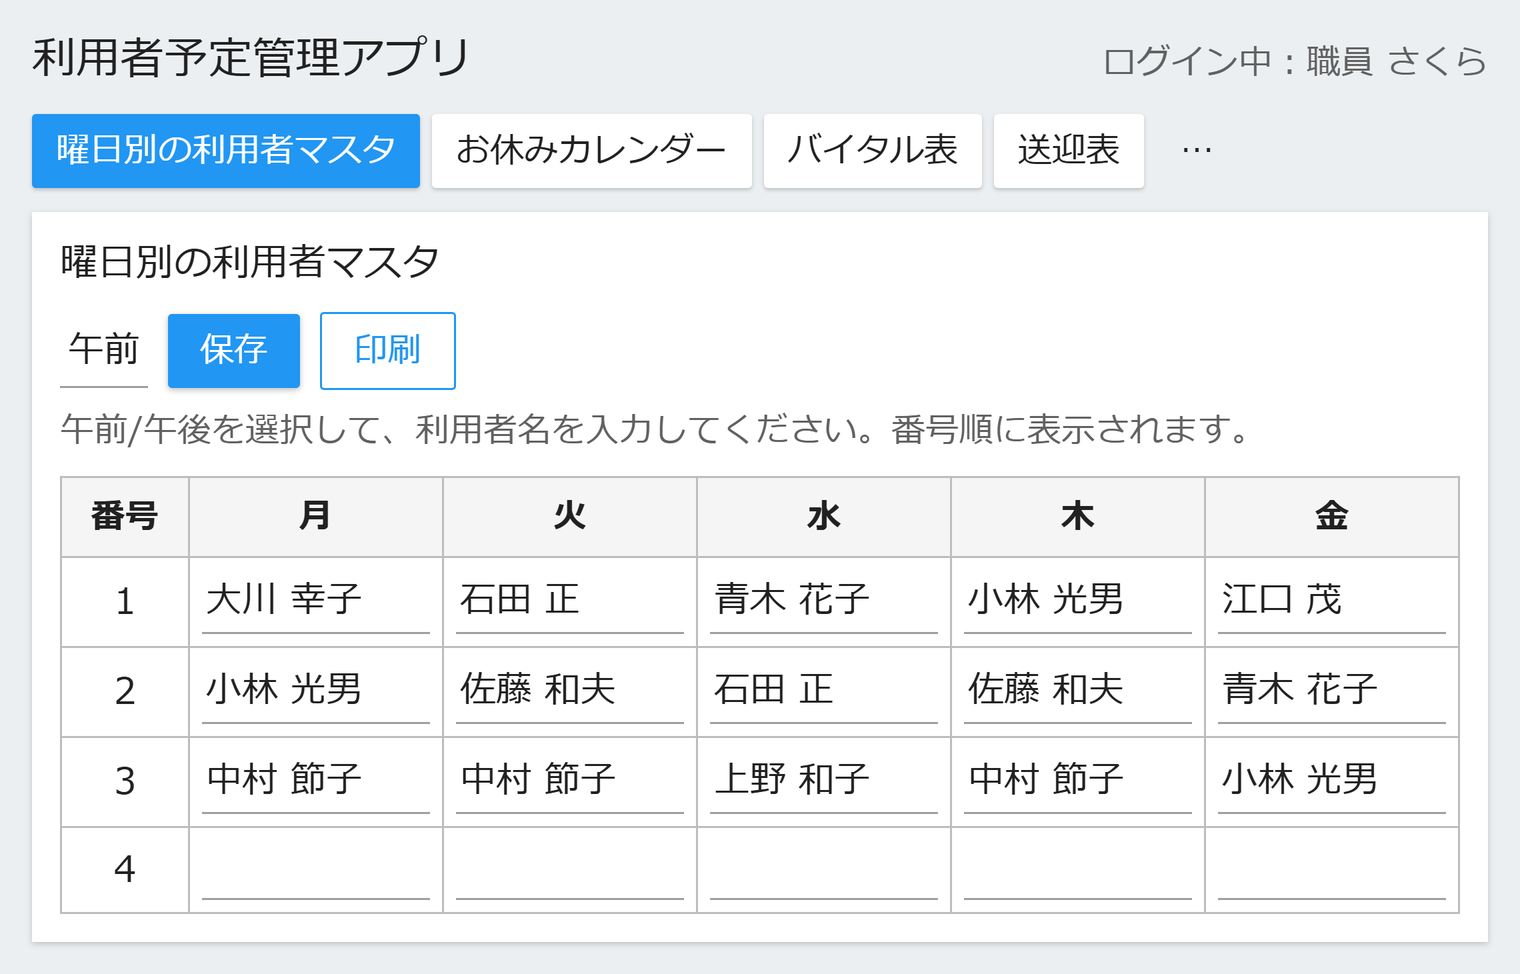 利用者予定管理アプリ ログイン中：職員 さくら
曜日別の利用者マスタ お休みカレンダー バイタル表 送迎表 …
曜日別の利用者マスタ
午前 保存 印刷
午前/午後を選択して、利用者名を入力してください。番号順に表示されます。
番号 月 火 水 木 金
1 大川 幸子 石田 正 青木 花子 小林 光男 江口 茂
2 小林 光男 佐藤 和夫 石田 正 佐藤 和夫 青木 花子
3 中村 節子 中村 節子 上野 和子 中村 節子 小林 光男
4